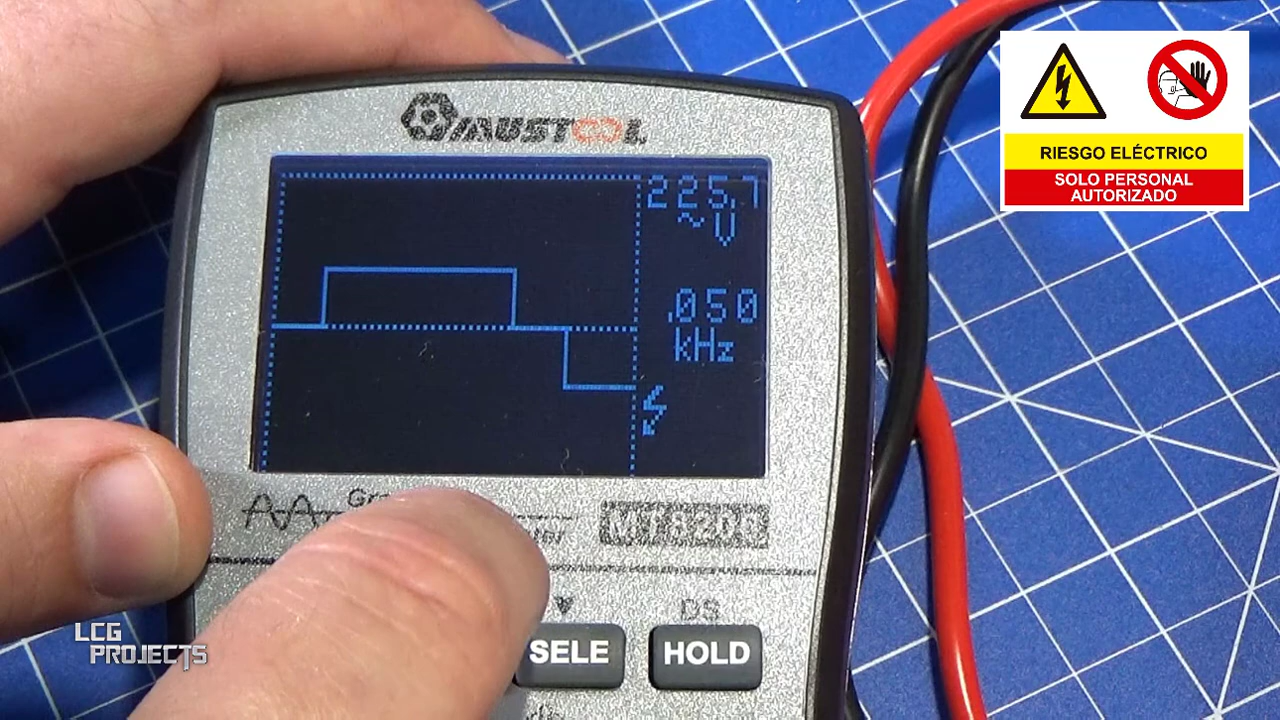 MUSTOOL
225.7
~V
.050
kHz
RIESGO ELÉCTRICO
SOLO PERSONAL
AUTORIZADO
MT8206
DS
SELE
HOLD
LCG
PROJECTS